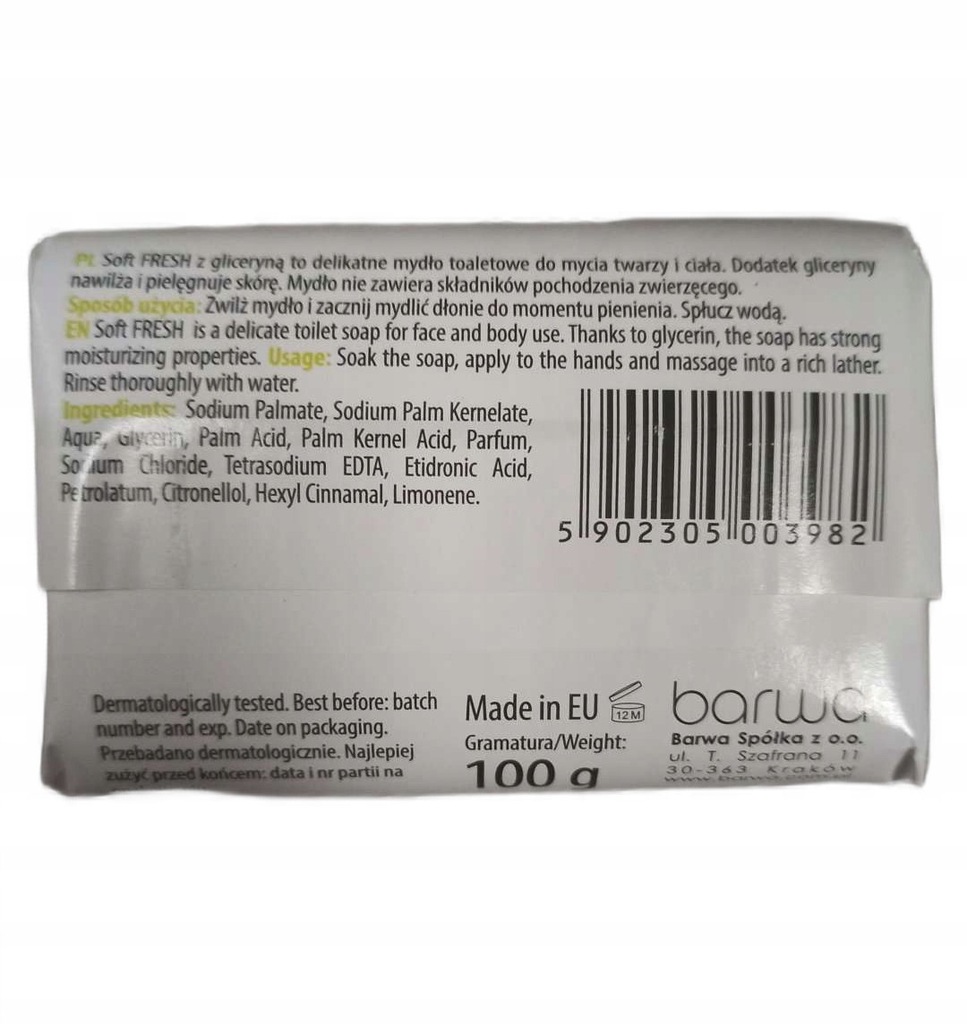 PL Soft FRESH z gliceryną to delikatne mydło toaletowe do mycia twarzy i ciała. Dodatek gliceryny
nawilża i pielęgnuje skórę. Mydło nie zawiera składników pochodzenia zwierzęcego.
Sposób użycia: Zwilż mydło i zacznij mydlić dłonie do momentu pienienia. Spłucz wodą.
EN Soft FRESH is a delicate toilet soap for face and body use. Thanks to glycerin, the soap has strong
moisturizing properties. Usage: Soak the soap, apply to the hands and massage into a rich lather.
Rinse thoroughly with water.
Ingredients: Sodium Palmate, Sodium Palm Kernelate,
Aqua, Glycerin, Palm Acid, Palm Kernel Acid, Parfum,
Sodium Chloride, Tetrasodium EDTA, Etidronic Acid,
Petrolatum, Citronellol, Hexyl Cinnamal, Limonene.
5 902305 003982
Dermatologically tested. Best before: batch
number and exp. Date on packaging.
Przebadano dermatologicznie. Najlepiej
zużyć przed końcem: data i nr partii na
Made in EU 12M
Gramatura/Weight:
100 g
barwa
Barwa Spółka z o.o.
ul. T. Szafrana 11
30-363 Kraków